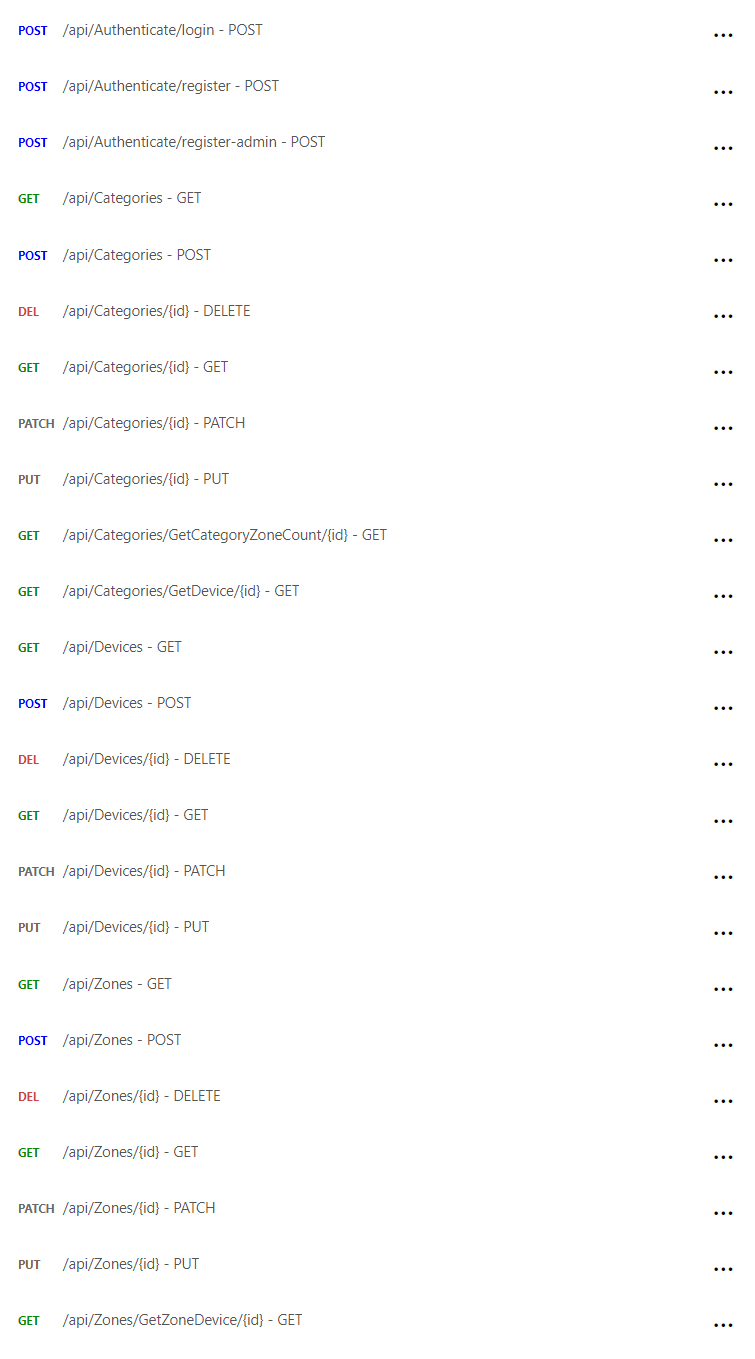 POST /api/Authenticate/login - POST ...
POST /api/Authenticate/register - POST ...
POST /api/Authenticate/register-admin - POST ...
GET /api/Categories - GET ...
POST /api/Categories - POST ...
DEL /api/Categories/{id} - DELETE ...
GET /api/Categories/{id} - GET ...
PATCH /api/Categories/{id} - PATCH ...
PUT /api/Categories/{id} - PUT ...
GET /api/Categories/GetCategoryZoneCount/{id} - GET ...
GET /api/Categories/GetDevice/{id} - GET ...
GET /api/Devices - GET ...
POST /api/Devices - POST ...
DEL /api/Devices/{id} - DELETE ...
GET /api/Devices/{id} - GET ...
PATCH /api/Devices/{id} - PATCH ...
PUT /api/Devices/{id} - PUT ...
GET /api/Zones - GET ...
POST /api/Zones - POST ...
DEL /api/Zones/{id} - DELETE ...
GET /api/Zones/{id} - GET ...
PATCH /api/Zones/{id} - PATCH ...
PUT /api/Zones/{id} - PUT ...
GET /api/Zones/GetZoneDevice/{id} - GET ...